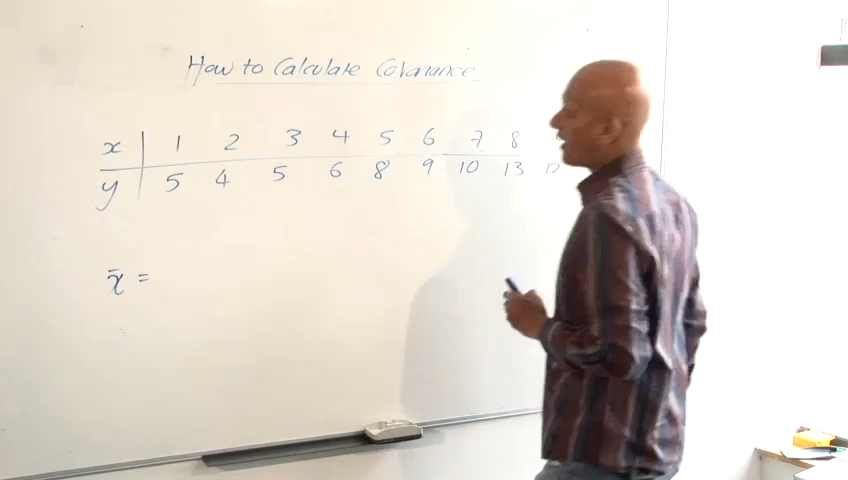 How to Calculate Covariance
x 1 2 3 4 5 6 7 8
y 5 4 5 6 8 9 10 13 12
x̄ =